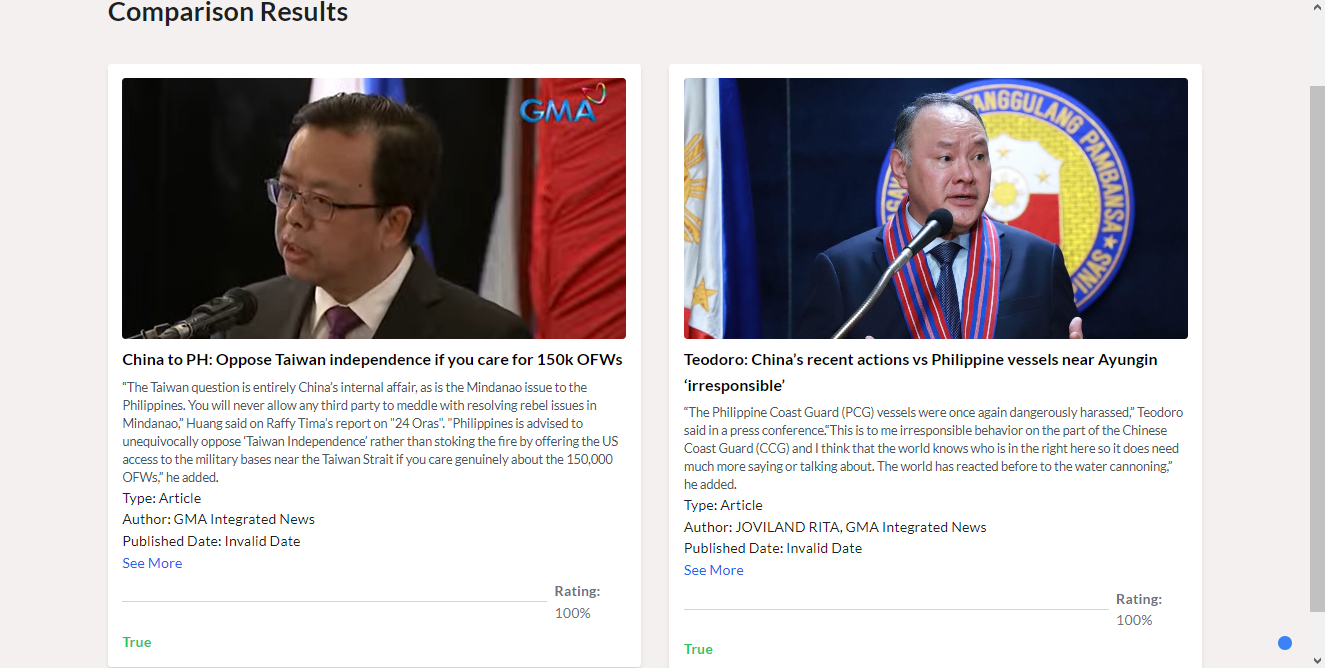 Comparison Results
GMA
China to PH: Oppose Taiwan independence if you care for 150k OFWs
“The Taiwan question is entirely China’s internal affair, as is the Mindanao issue to the
Philippines. You will never allow any third party to meddle with resolving rebel issues in
Mindanao,” Huang said on Raffy Tima’s report on "24 Oras". "Philippines is advised to
unequivocally oppose ‘Taiwan Independence’ rather than stoking the fire by offering the US
access to the military bases near the Taiwan Strait if you care genuinely about the 150,000
OFWs,” he added.
Type: Article
Author: GMA Integrated News
Published Date: Invalid Date
See More
Rating:
100%
True
TANGGULANG PAMBANSA
Teodoro: China’s recent actions vs Philippine vessels near Ayungin
‘irresponsible’
“The Philippine Coast Guard (PCG) vessels were once again dangerously harassed,” Teodoro
said in a press conference.“This is to me irresponsible behavior on the part of the Chinese
Coast Guard (CCG) and I think that the world knows who is in the right here so it does need
much more saying or talking about. The world has reacted before to the water cannoning,”
he added.
Type: Article
Author: JOVILAND RITA, GMA Integrated News
Published Date: Invalid Date
See More
Rating:
100%
True